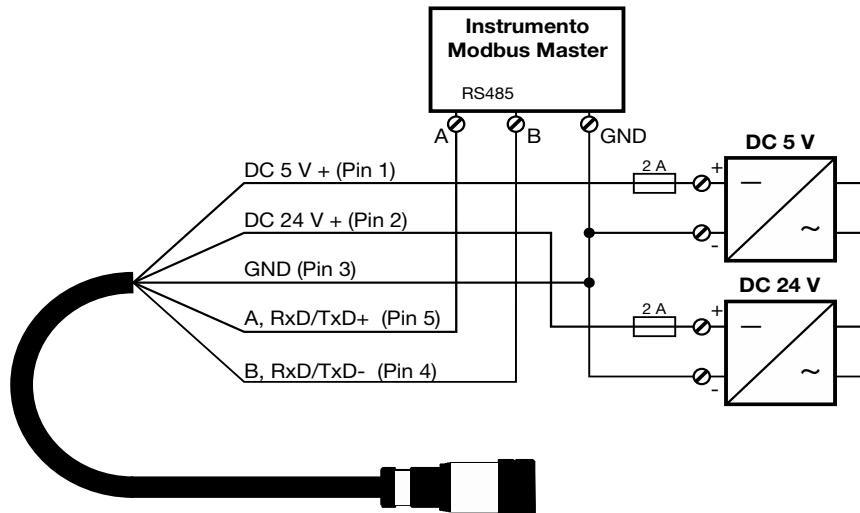 Instrumento
Modbus Master
RS485
A
B
GND
DC 5 V
DC 5 V + (Pin 1)
2 A
+
-
DC 24 V + (Pin 2)
GND (Pin 3)
DC 24 V
A, RxD/TxD+ (Pin 5)
2 A
+
-
B, RxD/TxD- (Pin 4)